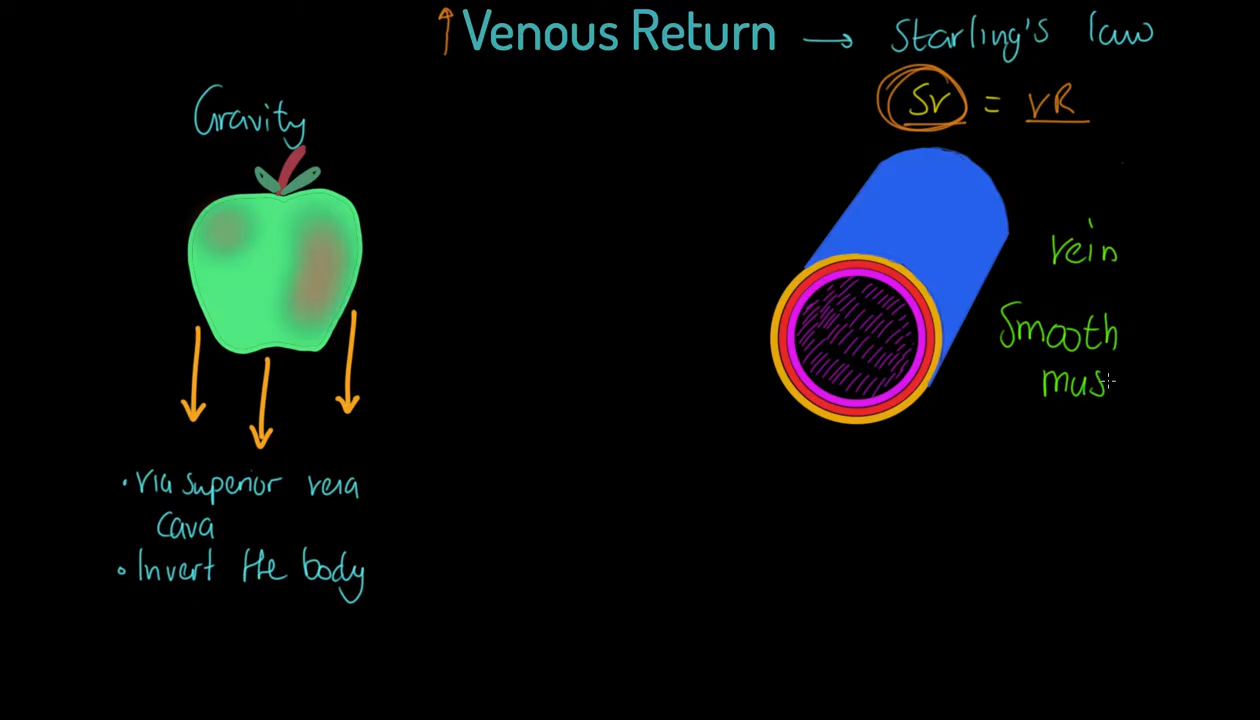 ↑ Venous Return → Starling's law
SV = VR
Gravity
vein
Smooth
mus
• Via superior vena
cava
• Invert the body